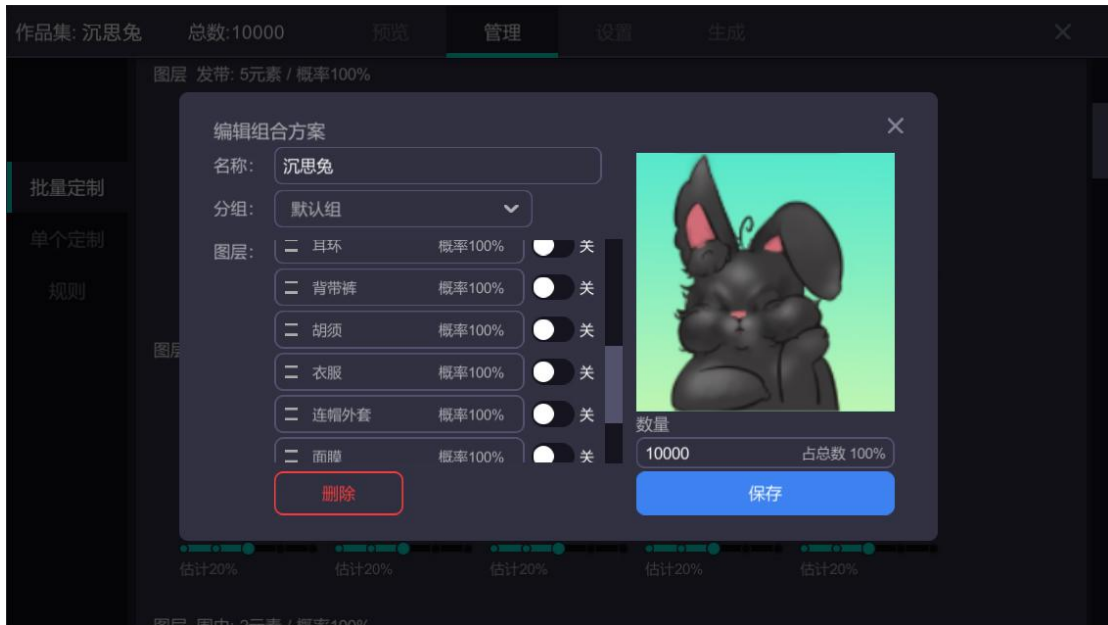 作品集: 沉思兔 总数:10000 预览 管理 设置 生成
图层 发带: 5元素 / 概率100%
编辑组合方案
批量定制
单个定制
规则
名称: 沉思兔
分组: 默认组
图层: 耳环 概率100% 关
背带裤 概率100% 关
胡须 概率100% 关
衣服 概率100% 关
连帽外套 概率100% 关
面膜 概率100% 关
图层
数量
10000 占总数 100%
删除 保存
估计20% 估计20% 估计20% 估计20% 估计20%